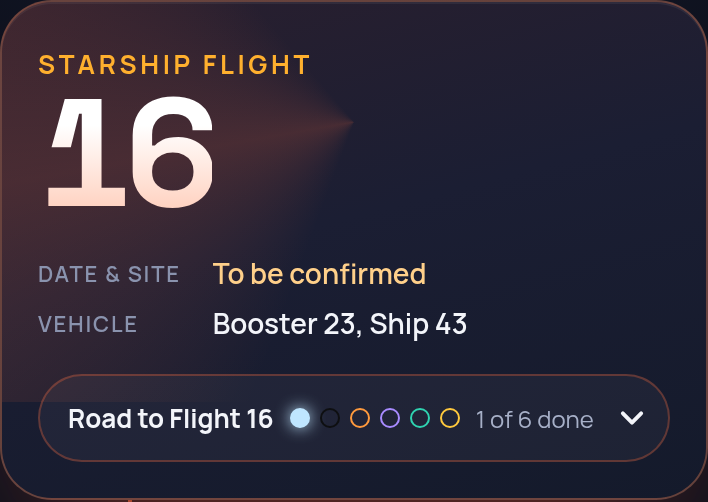 STARSHIP FLIGHT
16
DATE & SITE To be confirmed
VEHICLE Booster 23, Ship 43
Road to Flight 16 1 of 6 done